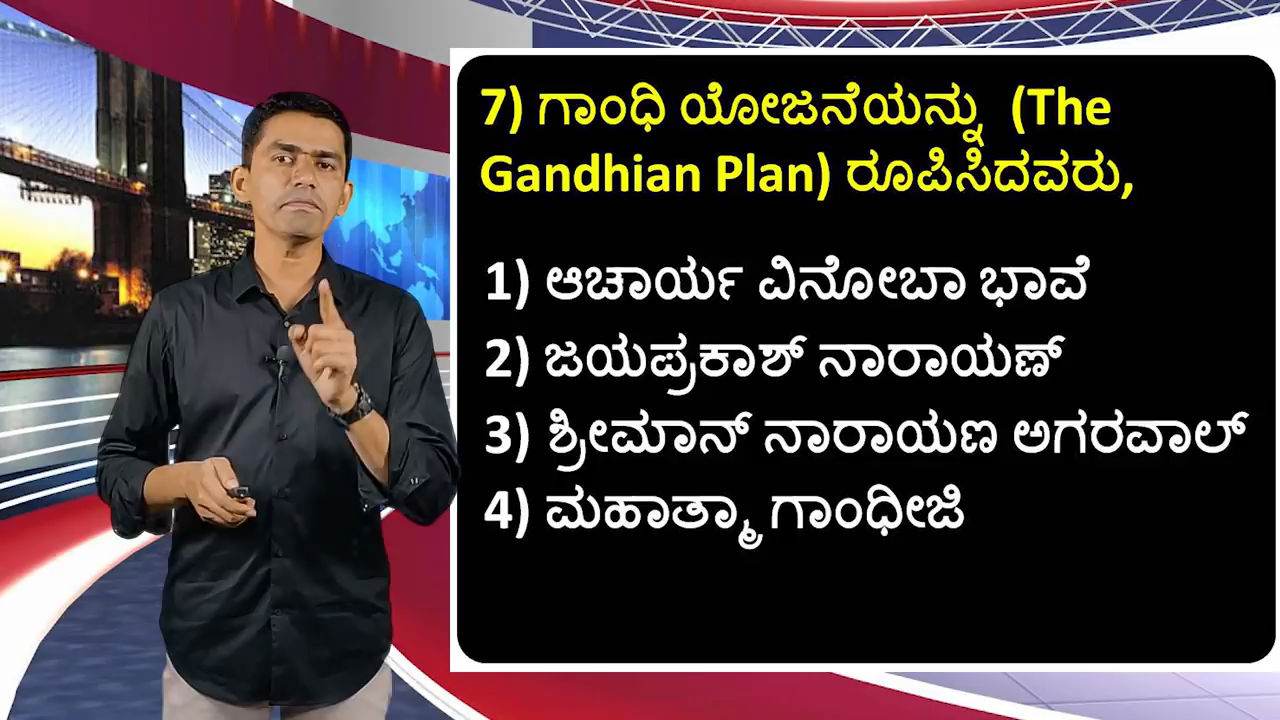 7) ಗಾಂಧಿ ಯೋಜನೆಯನ್ನು (The
Gandhian Plan) ರೂಪಿಸಿದವರು,
1) ಆಚಾರ್ಯ ವಿನೋಬಾ ಭಾವೆ
2) ಜಯಪ್ರಕಾಶ್ ನಾರಾಯಣ್
3) ಶ್ರೀಮಾನ್ ನಾರಾಯಣ ಅಗರವಾಲ್
4) ಮಹಾತ್ಮಾ ಗಾಂಧೀಜಿ